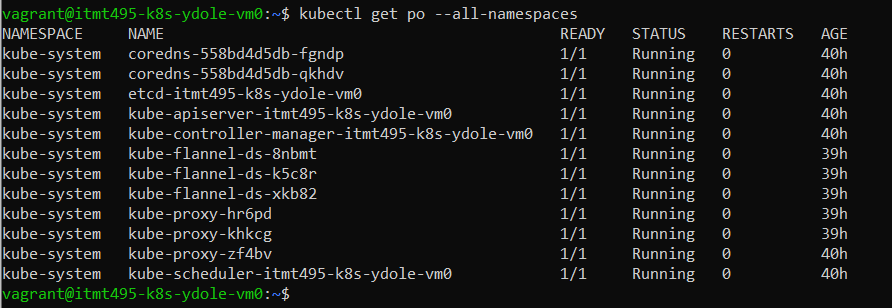 vagrant@itmt495-k8s-ydole-vm0:~$ kubectl get po --all-namespaces
NAMESPACE     NAME                                                READY   STATUS    RESTARTS   AGE
kube-system   coredns-558bd4d5db-fgndp                            1/1     Running   0          40h
kube-system   coredns-558bd4d5db-qkhdv                            1/1     Running   0          40h
kube-system   etcd-itmt495-k8s-ydole-vm0                          1/1     Running   0          40h
kube-system   kube-apiserver-itmt495-k8s-ydole-vm0                1/1     Running   0          40h
kube-system   kube-controller-manager-itmt495-k8s-ydole-vm0       1/1     Running   0          40h
kube-system   kube-flannel-ds-8nbmt                               1/1     Running   0          39h
kube-system   kube-flannel-ds-k5c8r                               1/1     Running   0          39h
kube-system   kube-flannel-ds-xkb82                               1/1     Running   0          39h
kube-system   kube-proxy-hr6pd                                    1/1     Running   0          39h
kube-system   kube-proxy-khkcg                                    1/1     Running   0          39h
kube-system   kube-proxy-zf4bv                                    1/1     Running   0          40h
kube-system   kube-scheduler-itmt495-k8s-ydole-vm0                1/1     Running   0          40h
vagrant@itmt495-k8s-ydole-vm0:~$